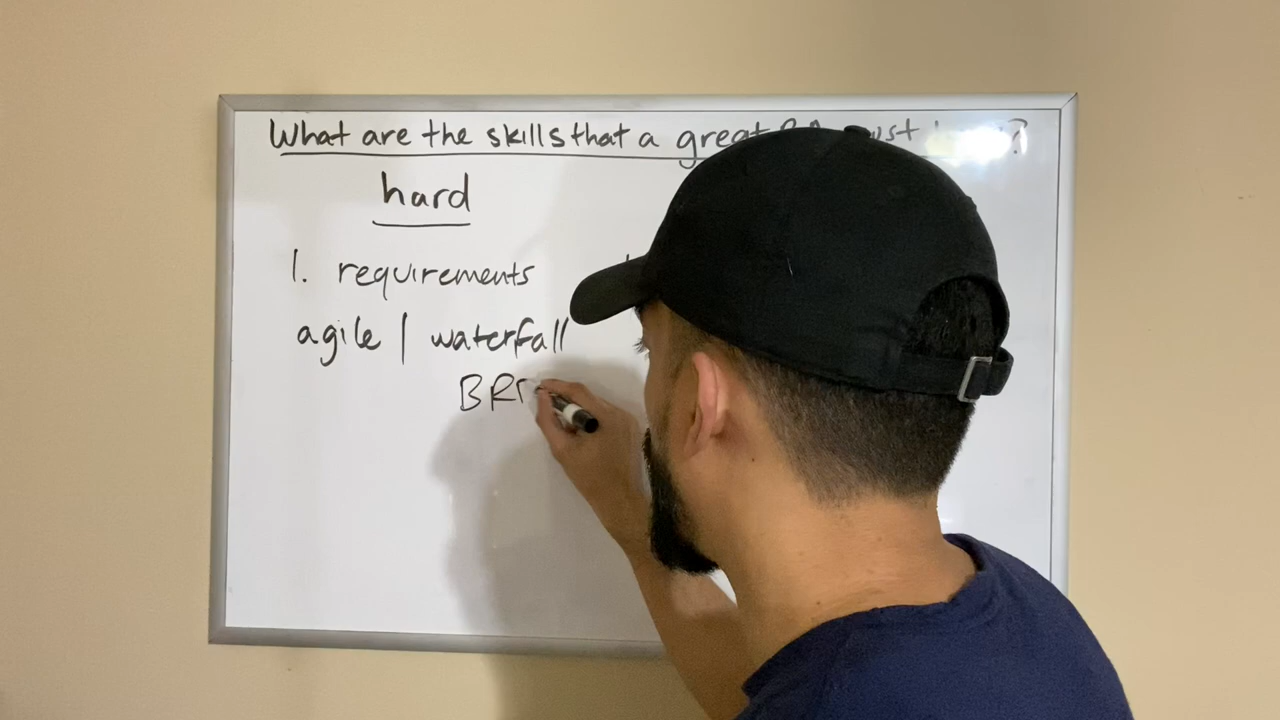 What are the skills that a great
hard
1. requirements
agile | waterfall
BR